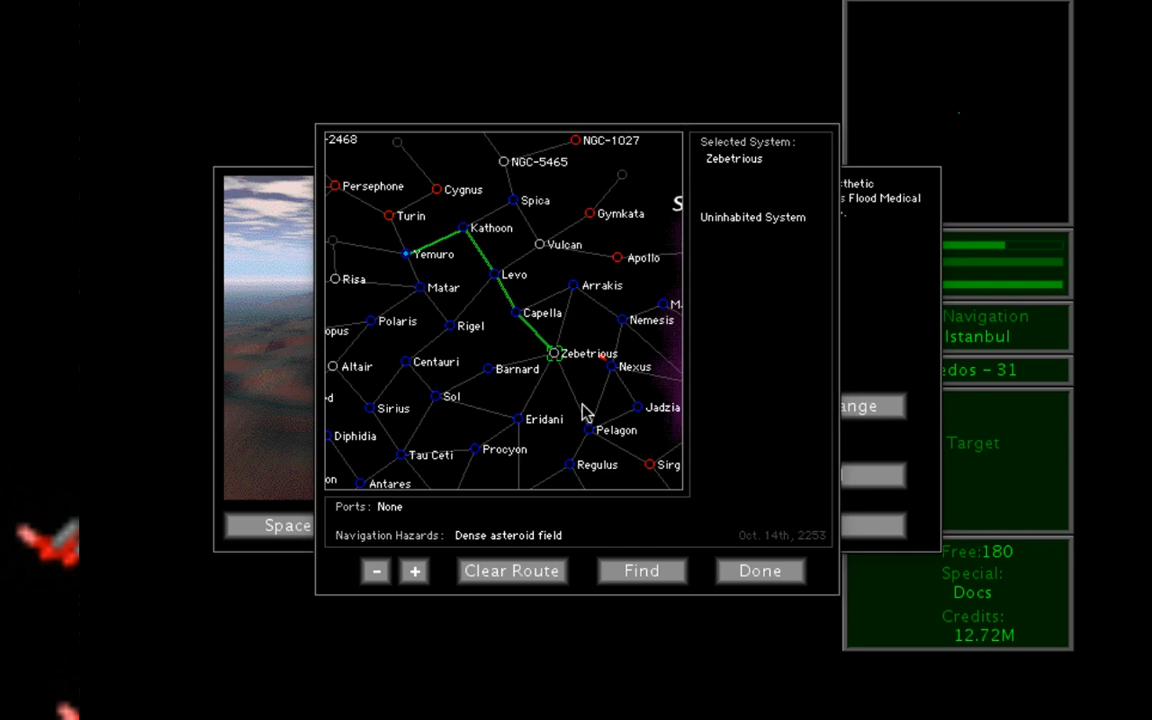 -2468
NGC-1027
NGC-5465
Persephone
Cygnus
Spica
Turin
Gymkata
S
Kathoon
Vulcan
Yemuro
Apollo
Levo
Risa
Matar
Arrakis
M
Capella
Polaris
Rigel
Nemesis
opus
Zebetrious
Centauri
Altair
Barnard
Nexus
d
Sol
Sirius
Jadzia
Eridani
Pelagon
Diphidia
Procyon
Tau Ceti
Regulus
Sirg
on
Antares
Selected System:
Zebetrious
Uninhabited System
Ports: None
Navigation Hazards: Dense asteroid field
Oct. 14th, 2253
-
+
Clear Route
Find
Done
Space
thetic
s Flood Medical
ange
Navigation
Istanbul
edos - 31
Target
Free:180
Special:
Docs
Credits:
12.72M